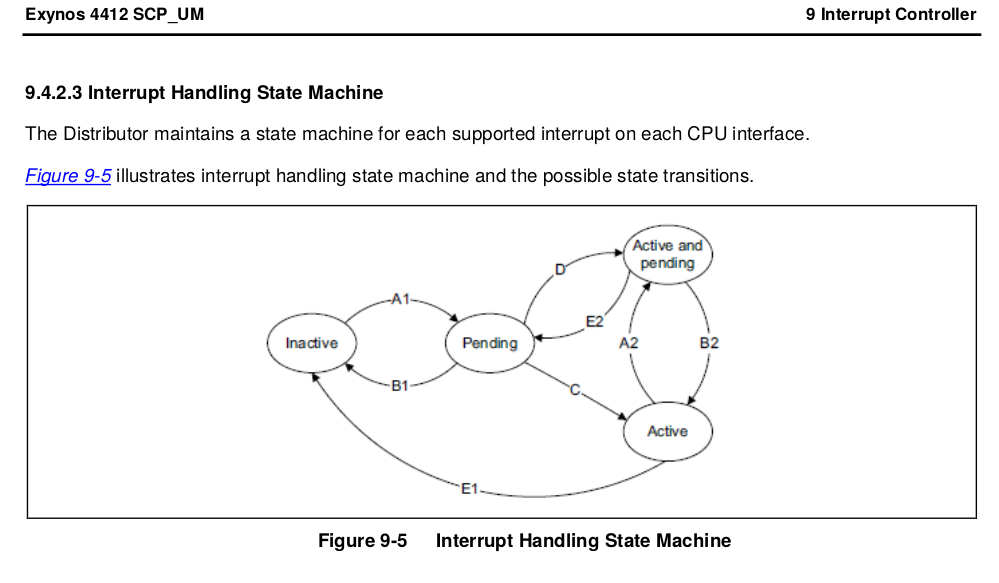 Exynos 4412 SCP_UM 9 Interrupt Controller
9.4.2.3 Interrupt Handling State Machine
The Distributor maintains a state machine for each supported interrupt on each CPU interface.
Figure 9-5 illustrates interrupt handling state machine and the possible state transitions.
Active and
pending
D
A1
E2
Inactive
Pending
A2
B2
B1
C
Active
E1
Figure 9-5 Interrupt Handling State Machine